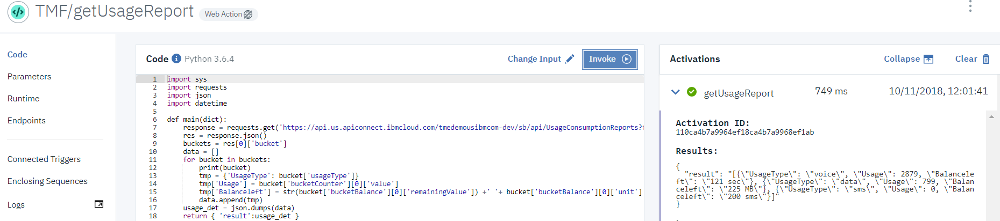 TMF/getUsageReport
Web Action
Code
Parameters
Runtime
Endpoints
Connected Triggers
Enclosing Sequences
Logs
Code Python 3.6.4
Change Input
Invoke
1 import sys
2 import requests
3 import json
4 import datetime
5
6 def main(dict):
7 response = requests.get('https://api.us.apiconnect.ibmcloud.com/tmedemousibmcom-dev/sb/api/UsageConsumptionReports?
8 res = response.json()
9 buckets = res[0]['bucket']
10 data = []
11 for bucket in buckets:
12 print(bucket)
13 tmp = {'UsageType': bucket['usageType']}
14 tmp['Usage'] = bucket['bucketCounter'][0]['value']
15 tmp['Balanceleft'] = str(bucket['bucketBalance'][0]['remainingValue']) +' '+ bucket['bucketBalance'][0]['unit']
16 data.append(tmp)
17 usage_det = json.dumps(data)
18 return { 'result':usage_det }
Activations
Collapse
Clear
getUsageReport
749 ms
10/11/2018, 12:01:41
Activation ID:
110ca4b7a9964ef18ca4b7a9968ef1ab
Results:
{
"result": "[{\"UsageType\": \"voice\", \"Usage\": 2879, \"Balancele
ft\": \"121 sec\"}, {\"UsageType\": \"data\", \"Usage\": 799, \"Balan
celeft\": \"225 MB\"}, {\"UsageType\": \"sms\", \"Usage\": 0, \"Balan
celeft\": \"200 sms\"}]"
}